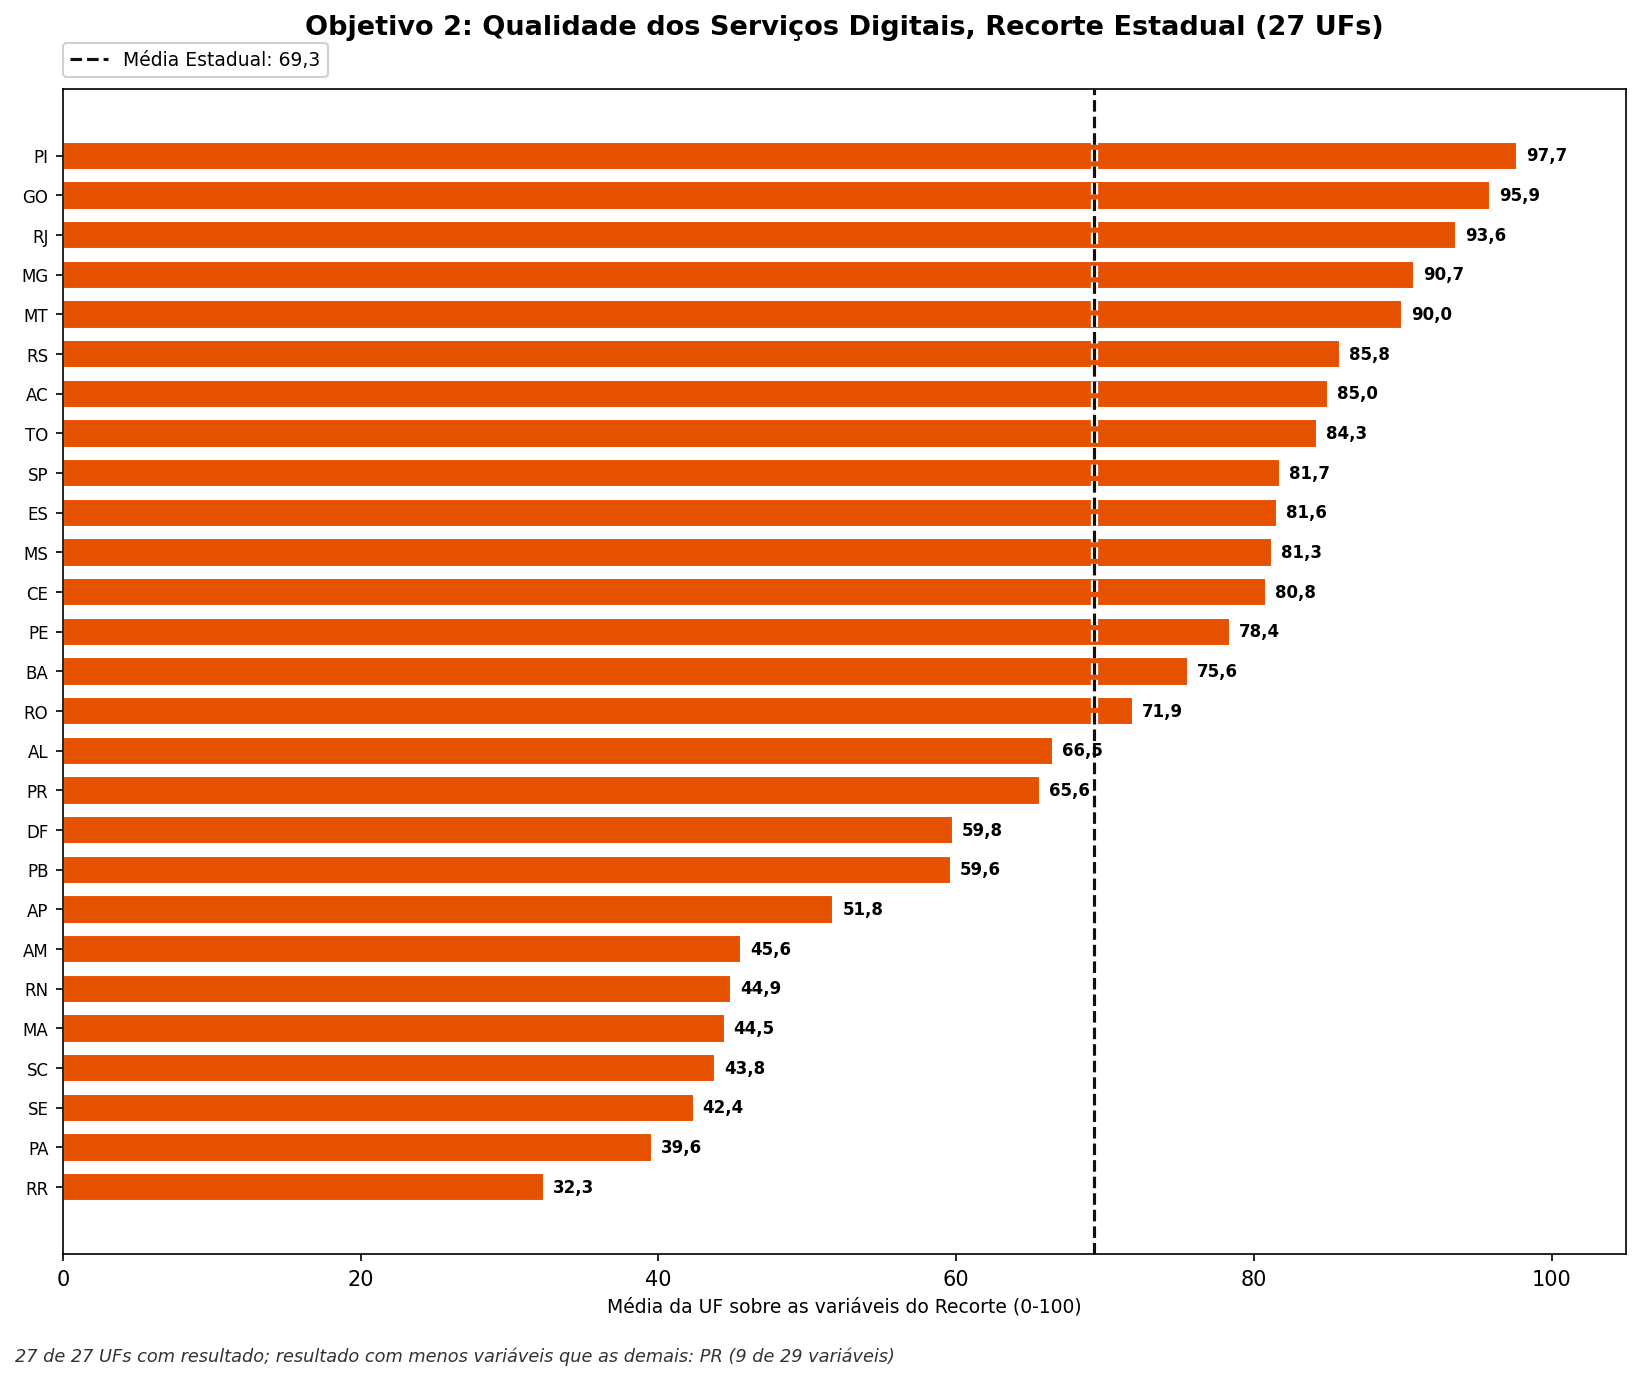 Objetivo 2: Qualidade dos Serviços Digitais, Recorte Estadual (27 UFs)
Média Estadual: 69,3
PI 97,7
GO 95,9
RJ 93,6
MG 90,7
MT 90,0
RS 85,8
AC 85,0
TO 84,3
SP 81,7
ES 81,6
MS 81,3
CE 80,8
PE 78,4
BA 75,6
RO 71,9
AL 66,5
PR 65,6
DF 59,8
PB 59,6
AP 51,8
AM 45,6
RN 44,9
MA 44,5
SC 43,8
SE 42,4
PA 39,6
RR 32,3
0 20 40 60 80 100
Média da UF sobre as variáveis do Recorte (0-100)
27 de 27 UFs com resultado; resultado com menos variáveis que as demais: PR (9 de 29 variáveis)